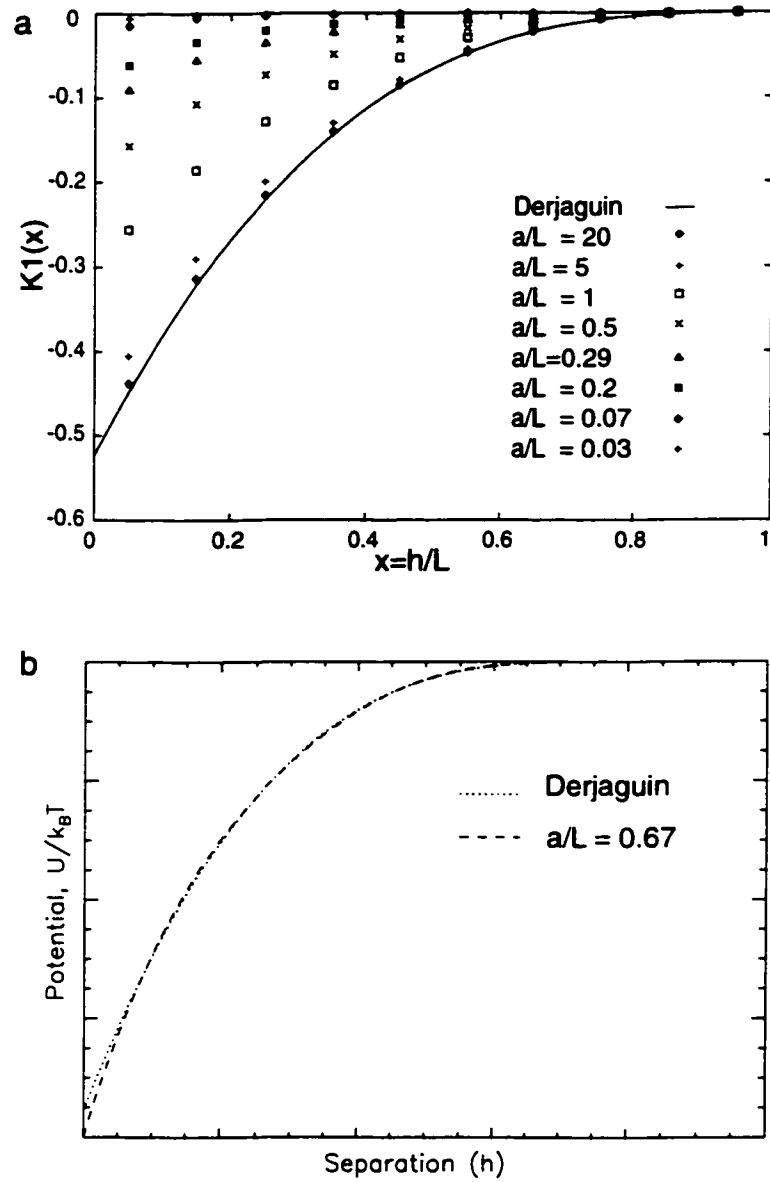 a
0
-0.1
-0.2
-0.3
-0.4
-0.5
-0.6
K1(x)
Derjaguin
a/L = 20
a/L = 5
a/L = 1
a/L = 0.5
a/L=0.29
a/L = 0.2
a/L = 0.07
a/L = 0.03
0 0.2 0.4 0.6 0.8 1
x=h/L
b
Potential, U/kBT
Derjaguin
a/L = 0.67
Separation (h)